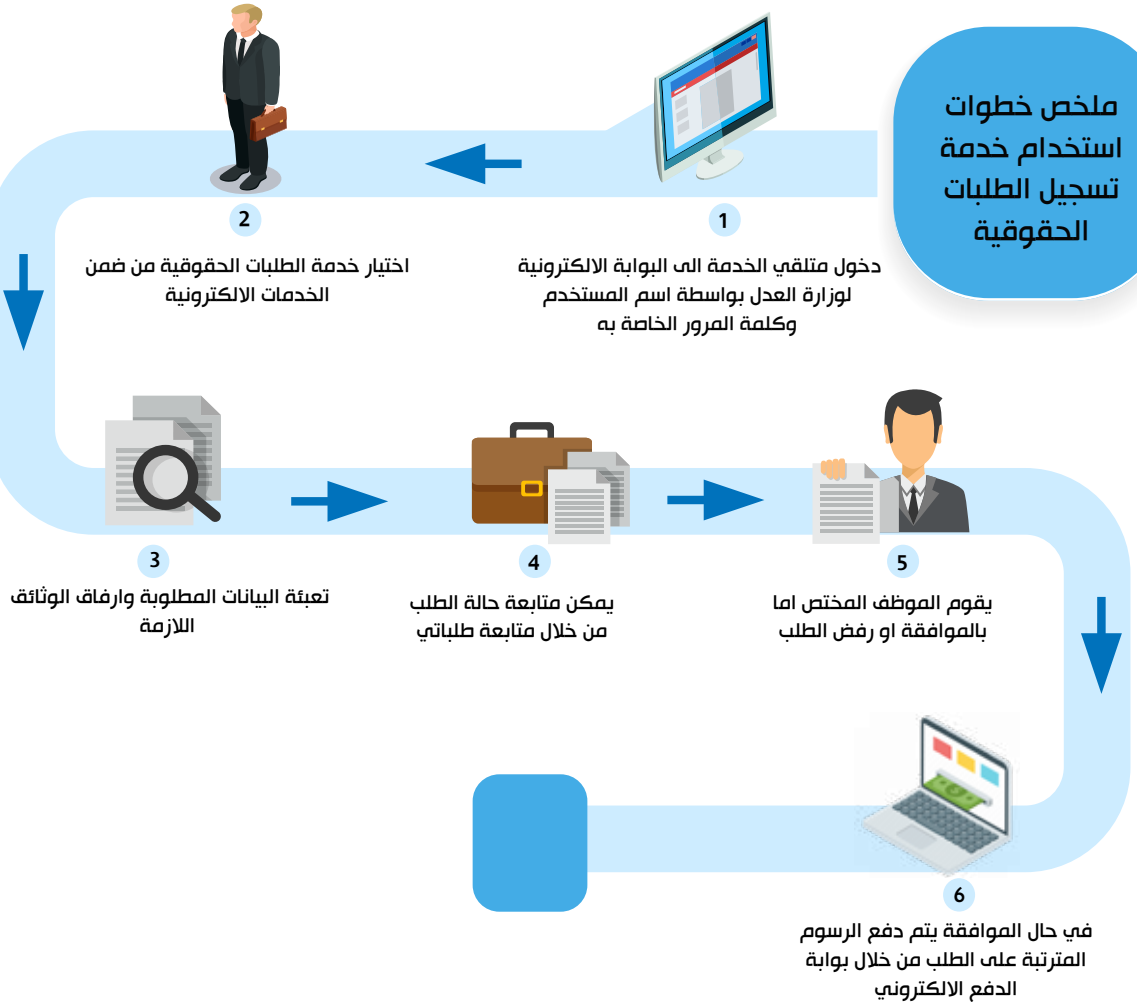 ملخص خطوات
استخدام خدمة
تسجيل الطلبات
الحقوقية
1
دخول متلقي الخدمة الى البوابة الالكترونية
لوزارة العدل بواسطة اسم المستخدم
وكلمة المرور الخاصة به
2
اختيار خدمة الطلبات الحقوقية من ضمن
الخدمات الالكترونية
3
تعبئة البيانات المطلوبة وارفاق الوثائق
اللازمة
4
يمكن متابعة حالة الطلب
من خلال متابعة طلباتي
5
يقوم الموظف المختص اما
بالموافقة او رفض الطلب
6
في حال الموافقة يتم دفع الرسوم
المترتبة على الطلب من خلال بوابة
الدفع الالكتروني